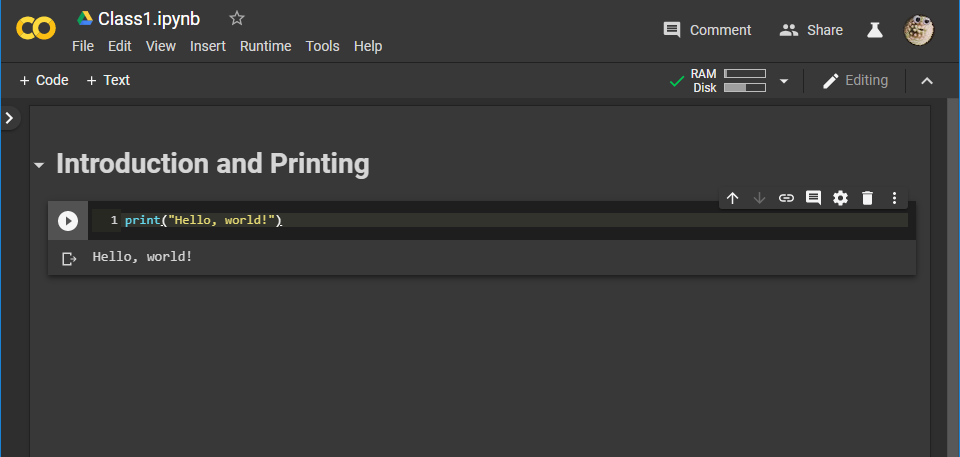 Class1.ipynb
File Edit View Insert Runtime Tools Help
Comment Share
+ Code + Text
RAM
Disk
Editing
Introduction and Printing
1 print("Hello, world!")
Hello, world!